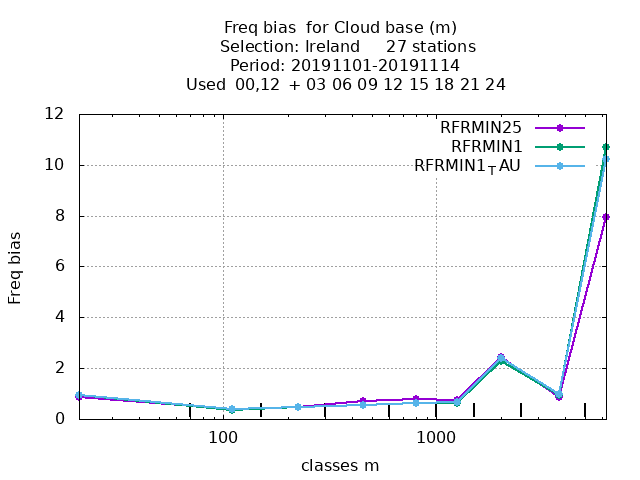 Freq bias  for Cloud base (m)
Selection: Ireland     27 stations
Period: 20191101-20191114
Used  00,12  + 03 06 09 12 15 18 21 24
RFRMIN25
RFRMIN1
RFRMIN1_TAU
12
10
8
6
4
2
0
Freq bias
100
1000
classes m